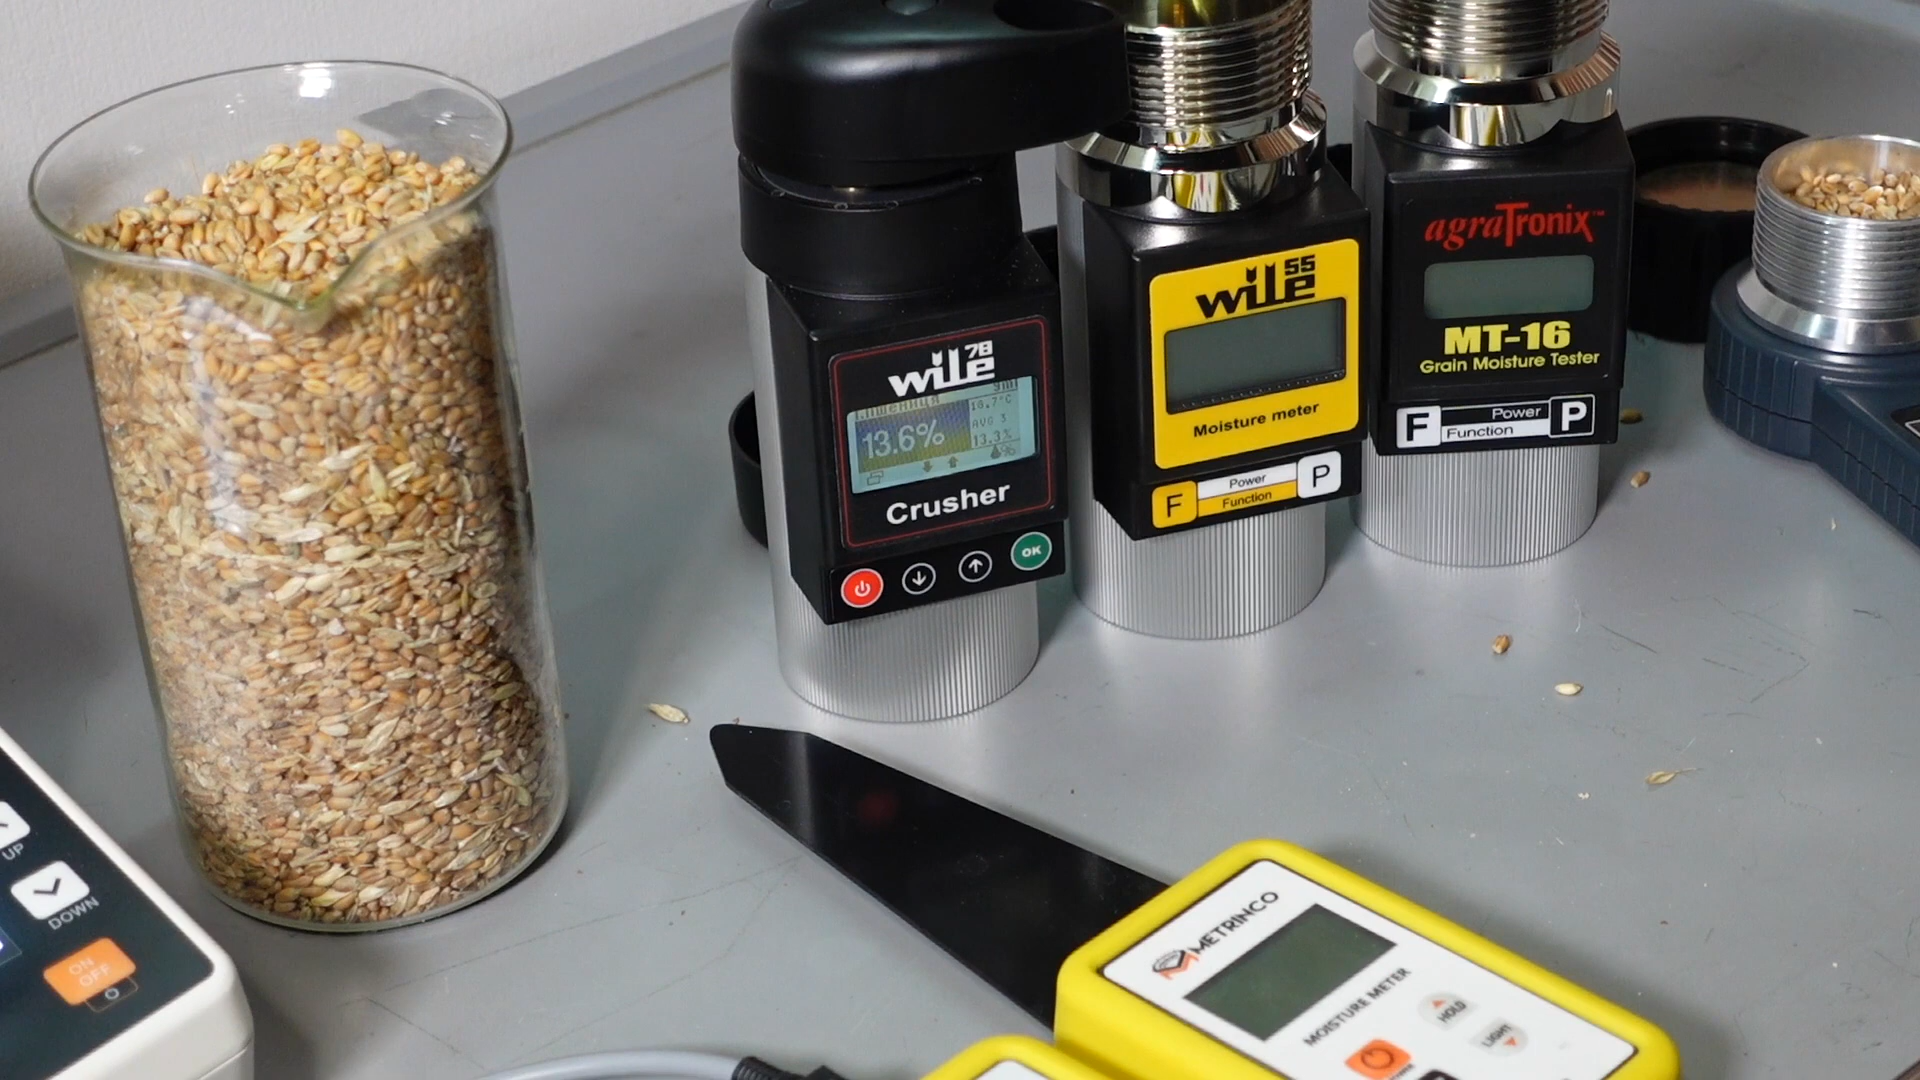 wile 78
13.6%
18.7°C
AVG 3
13.3%
Crusher
OK
wile 55
Moisture meter
F
Power
Function
P
agraTronix™
MT-16
Grain Moisture Tester
F
Power
Function
P
UP
DOWN
ON
OFF
METRINCO
MOISTURE METER
HOLD
LIGHT